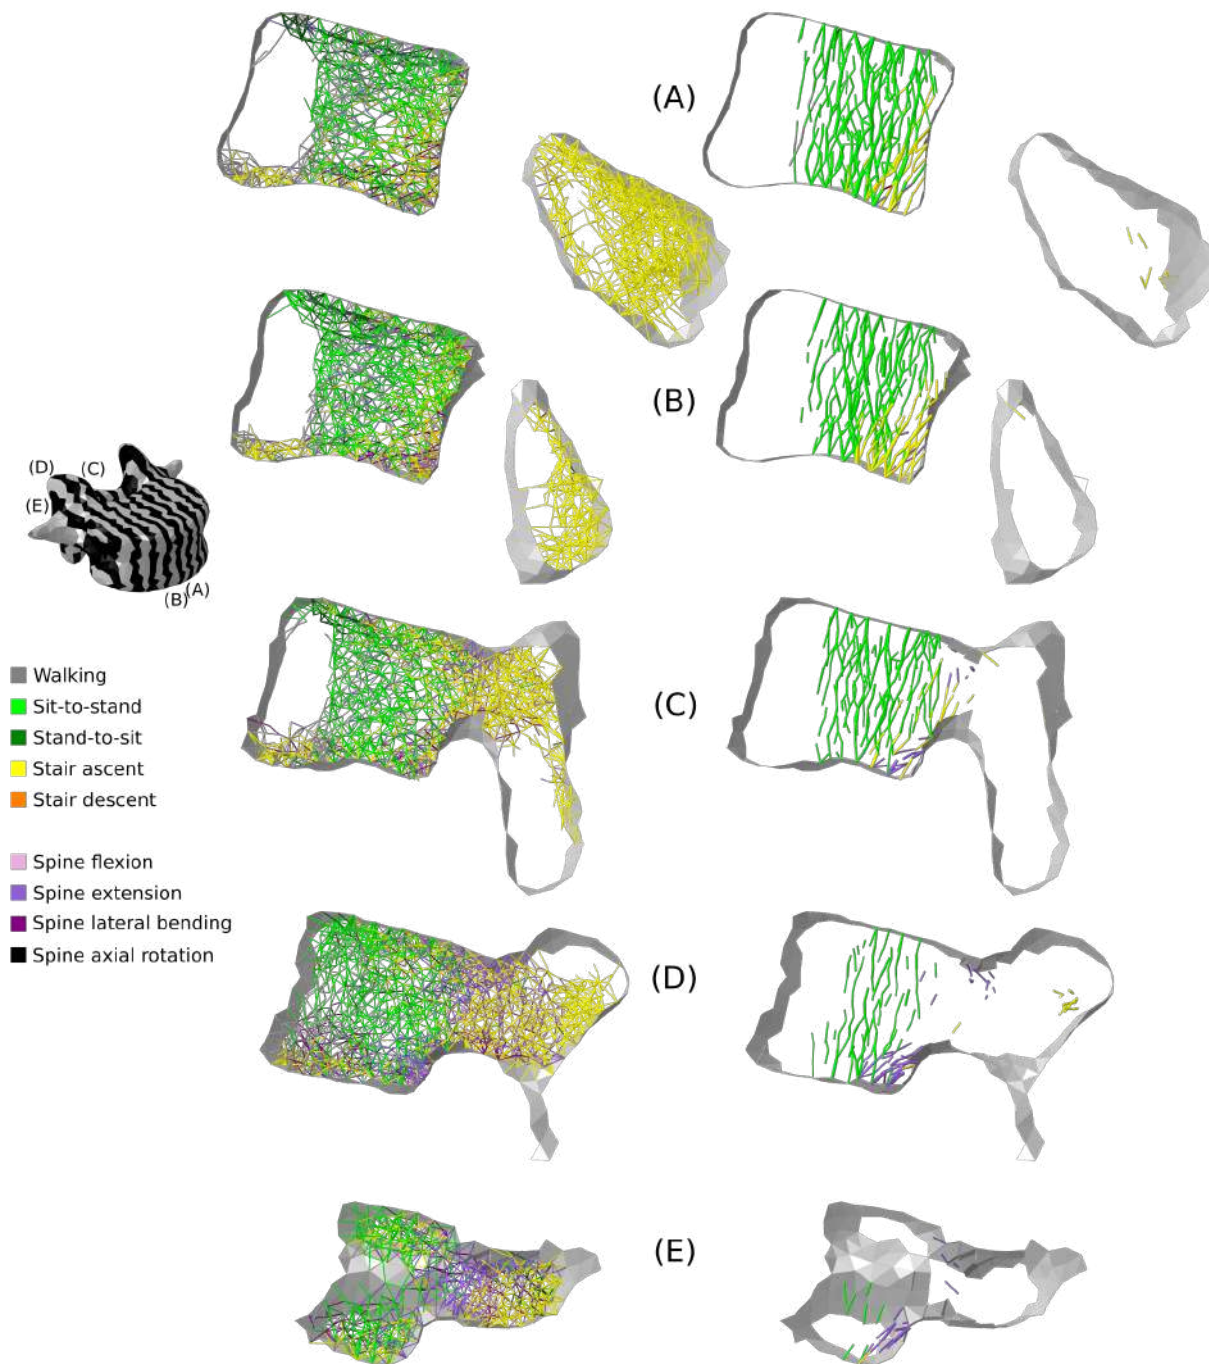 (A)
(B)
(D)
(C)
(E)
(A)
(B)
(C)
Walking
Sit-to-stand
Stand-to-sit
Stair ascent
Stair descent
Spine flexion
Spine extension
Spine lateral bending
Spine axial rotation
(D)
(E)